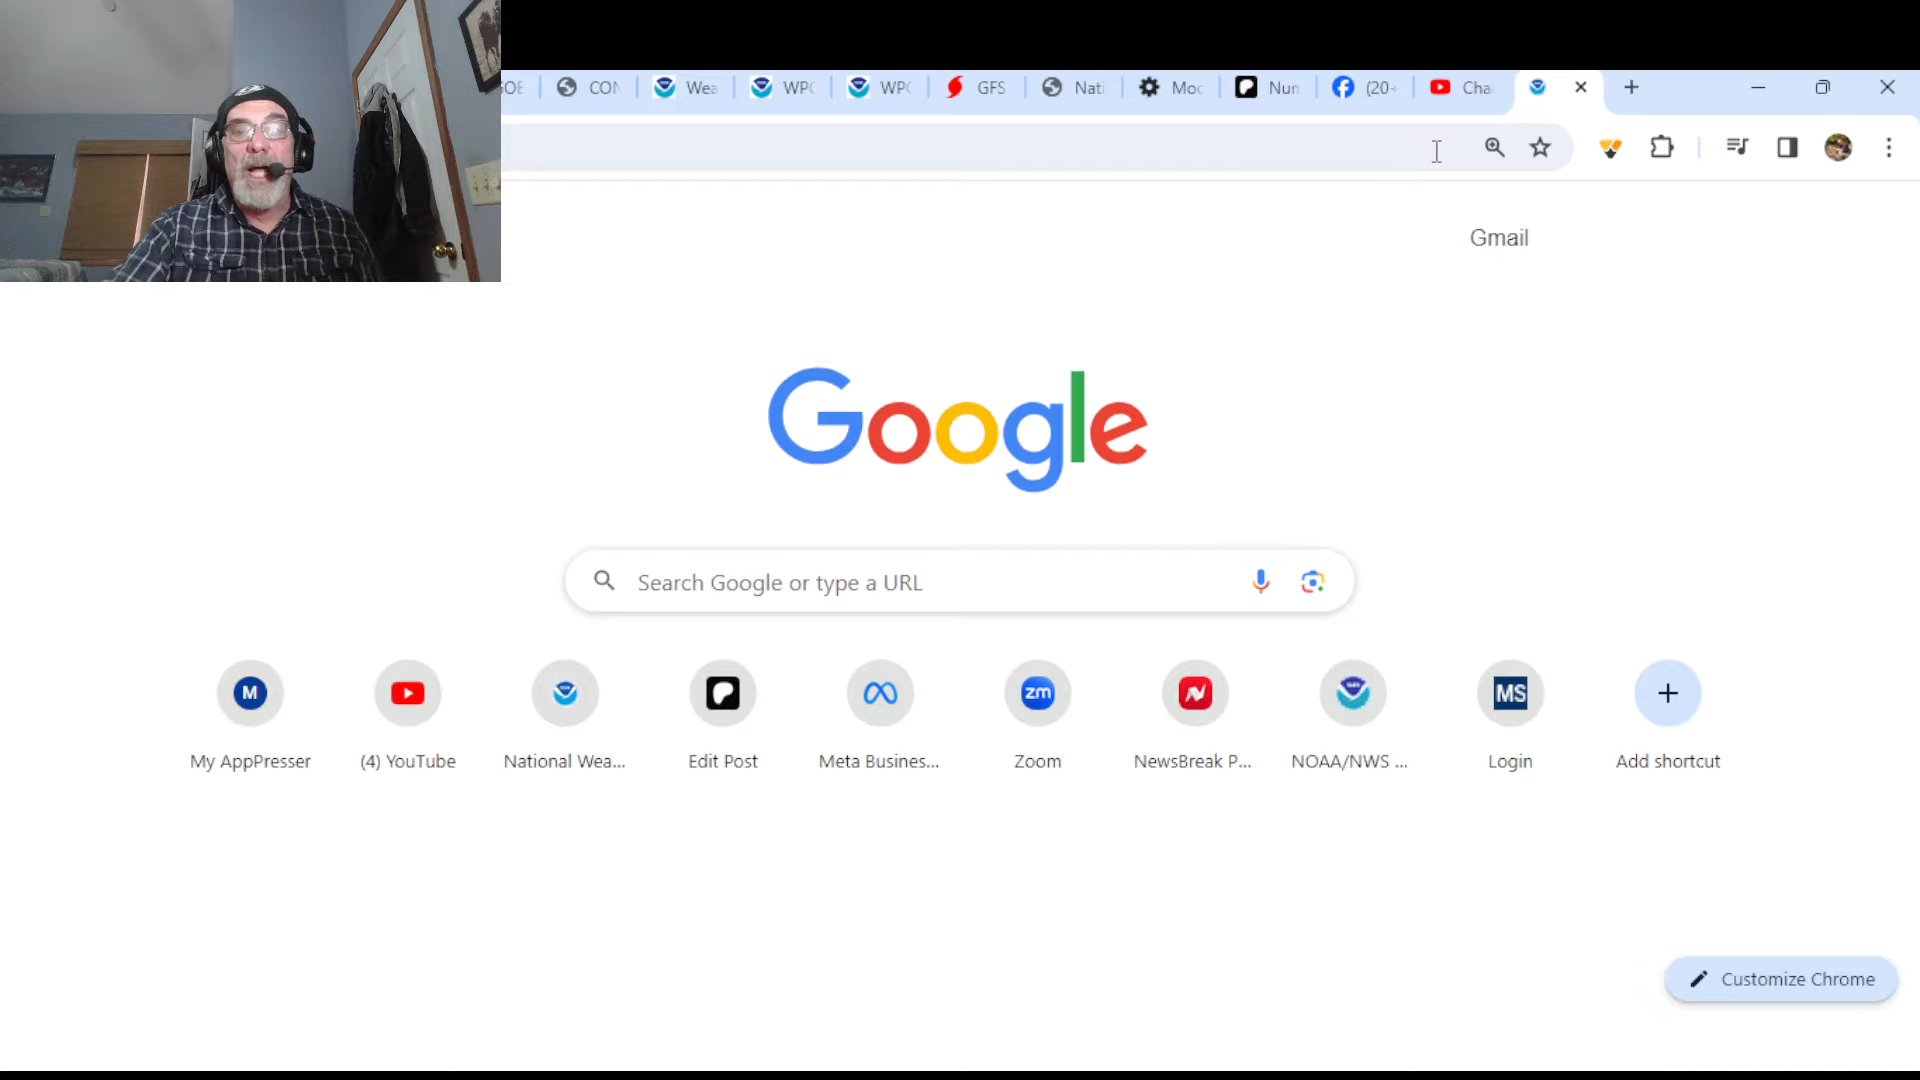 CON
Wea
WPC
WPC
GFS
Nati
Moc
Nun
(20+
Cha
Gmail
Google
Search Google or type a URL
M
zm
MS
My AppPresser
(4) YouTube
National Wea...
Edit Post
Meta Busines...
Zoom
NewsBreak P...
NOAA/NWS ...
Login
Add shortcut
Customize Chrome